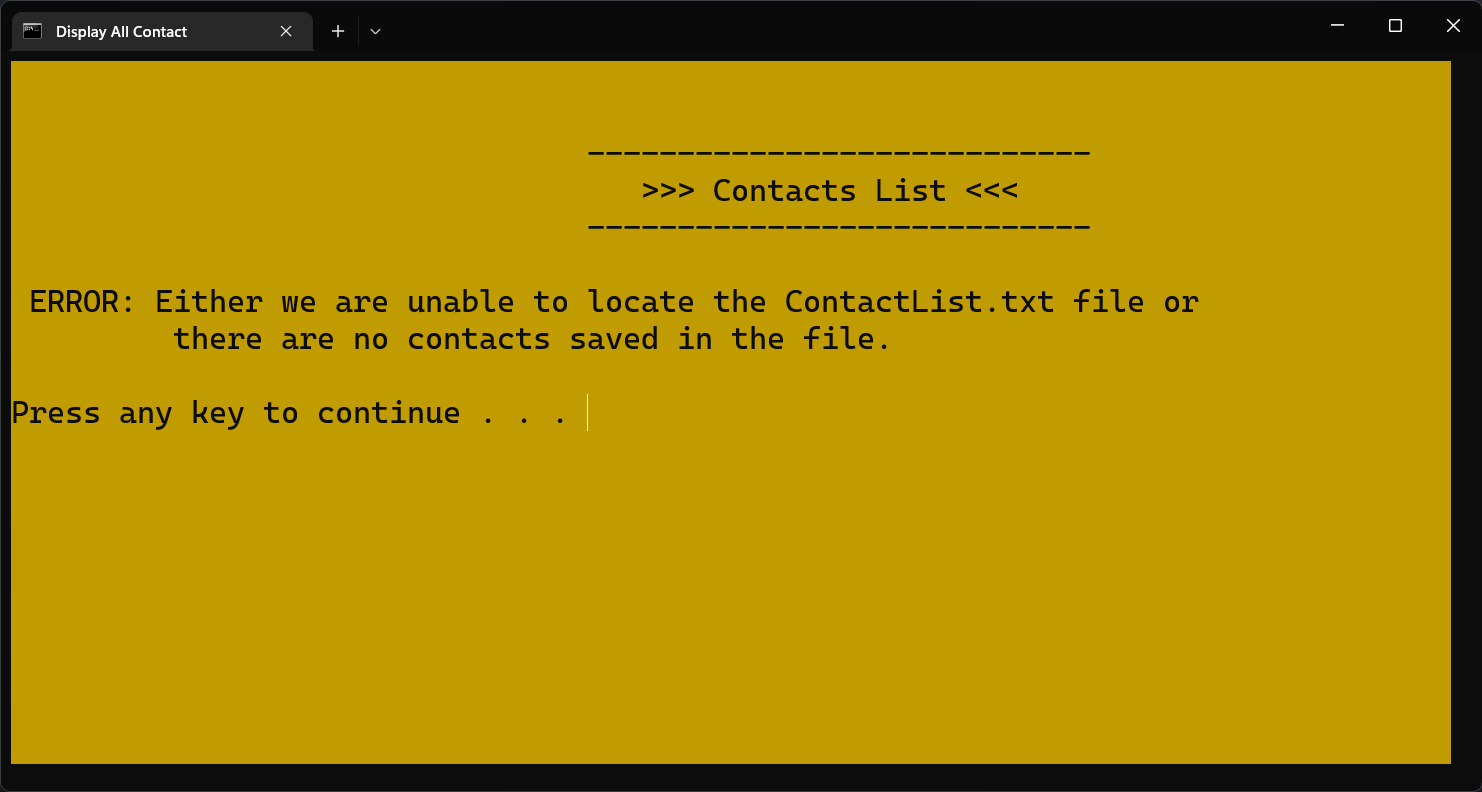 Display All Contact
----------------------------
>>> Contacts List <<<
----------------------------
ERROR: Either we are unable to locate the ContactList.txt file or
there are no contacts saved in the file.
Press any key to continue . . .